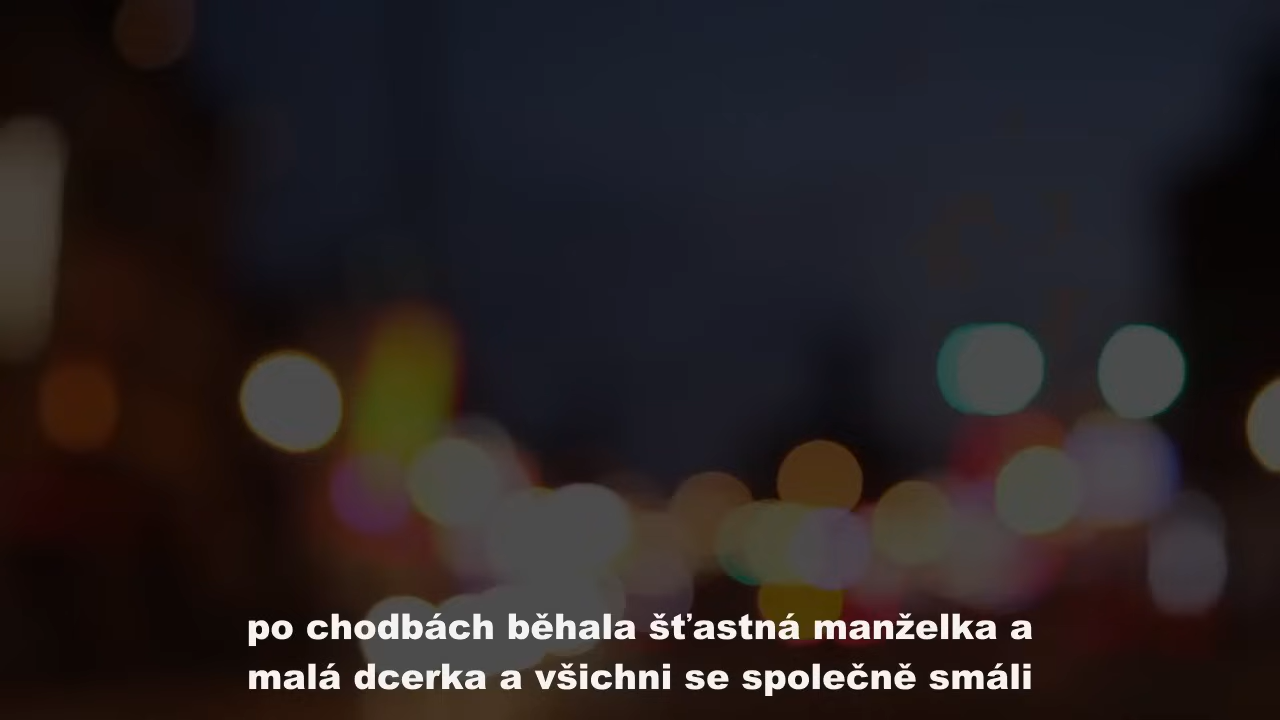 po chodbách běhala šťastná manželka a
malá dcerka a všichni se společně smáli